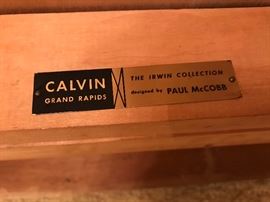 CALVIN
GRAND RAPIDS
THE IRWIN COLLECTION
designed by PAUL McCOBB